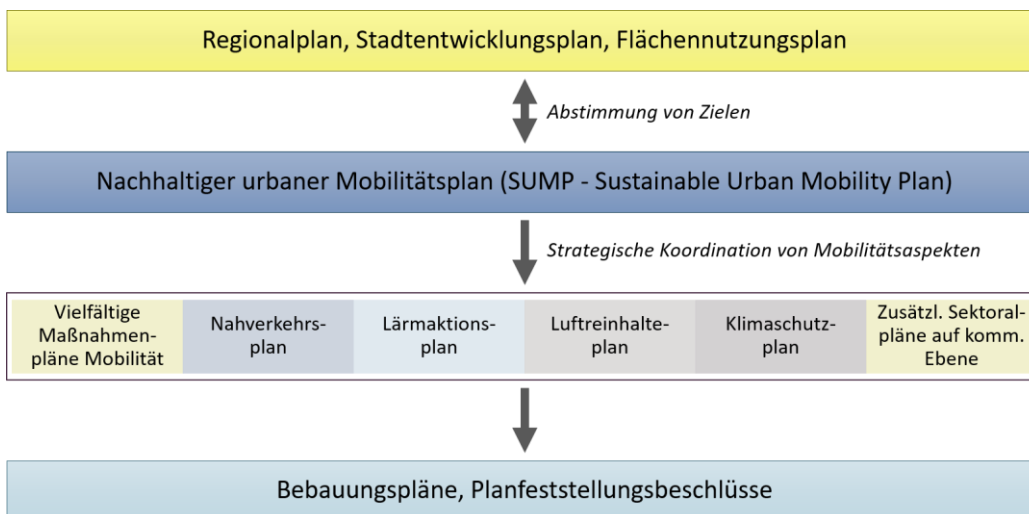 Regionalplan, Stadtentwicklungsplan, Flächennutzungsplan
Abstimmung von Zielen
Nachhaltiger urbaner Mobilitätsplan (SUMP - Sustainable Urban Mobility Plan)
Strategische Koordination von Mobilitätsaspekten
Vielfältige
Maßnahmen-
pläne Mobilität
Nahverkehrs-
plan
Lärmaktions-
plan
Luftreinhalte-
plan
Klimaschutz-
plan
Zusätzl. Sektoral-
pläne auf komm.
Ebene
Bebauungspläne, Planfeststellungsbeschlüsse